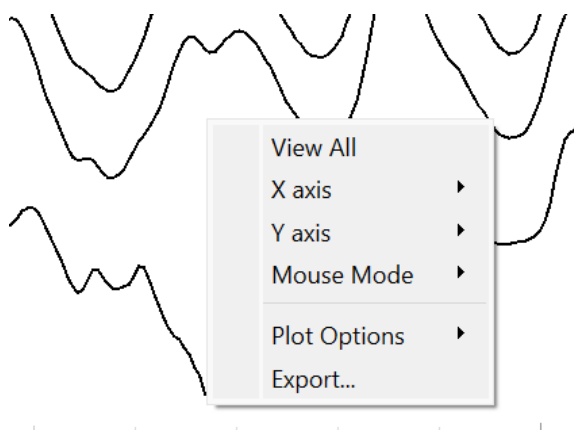 View All
X axis
Y axis
Mouse Mode
Plot Options
Export...